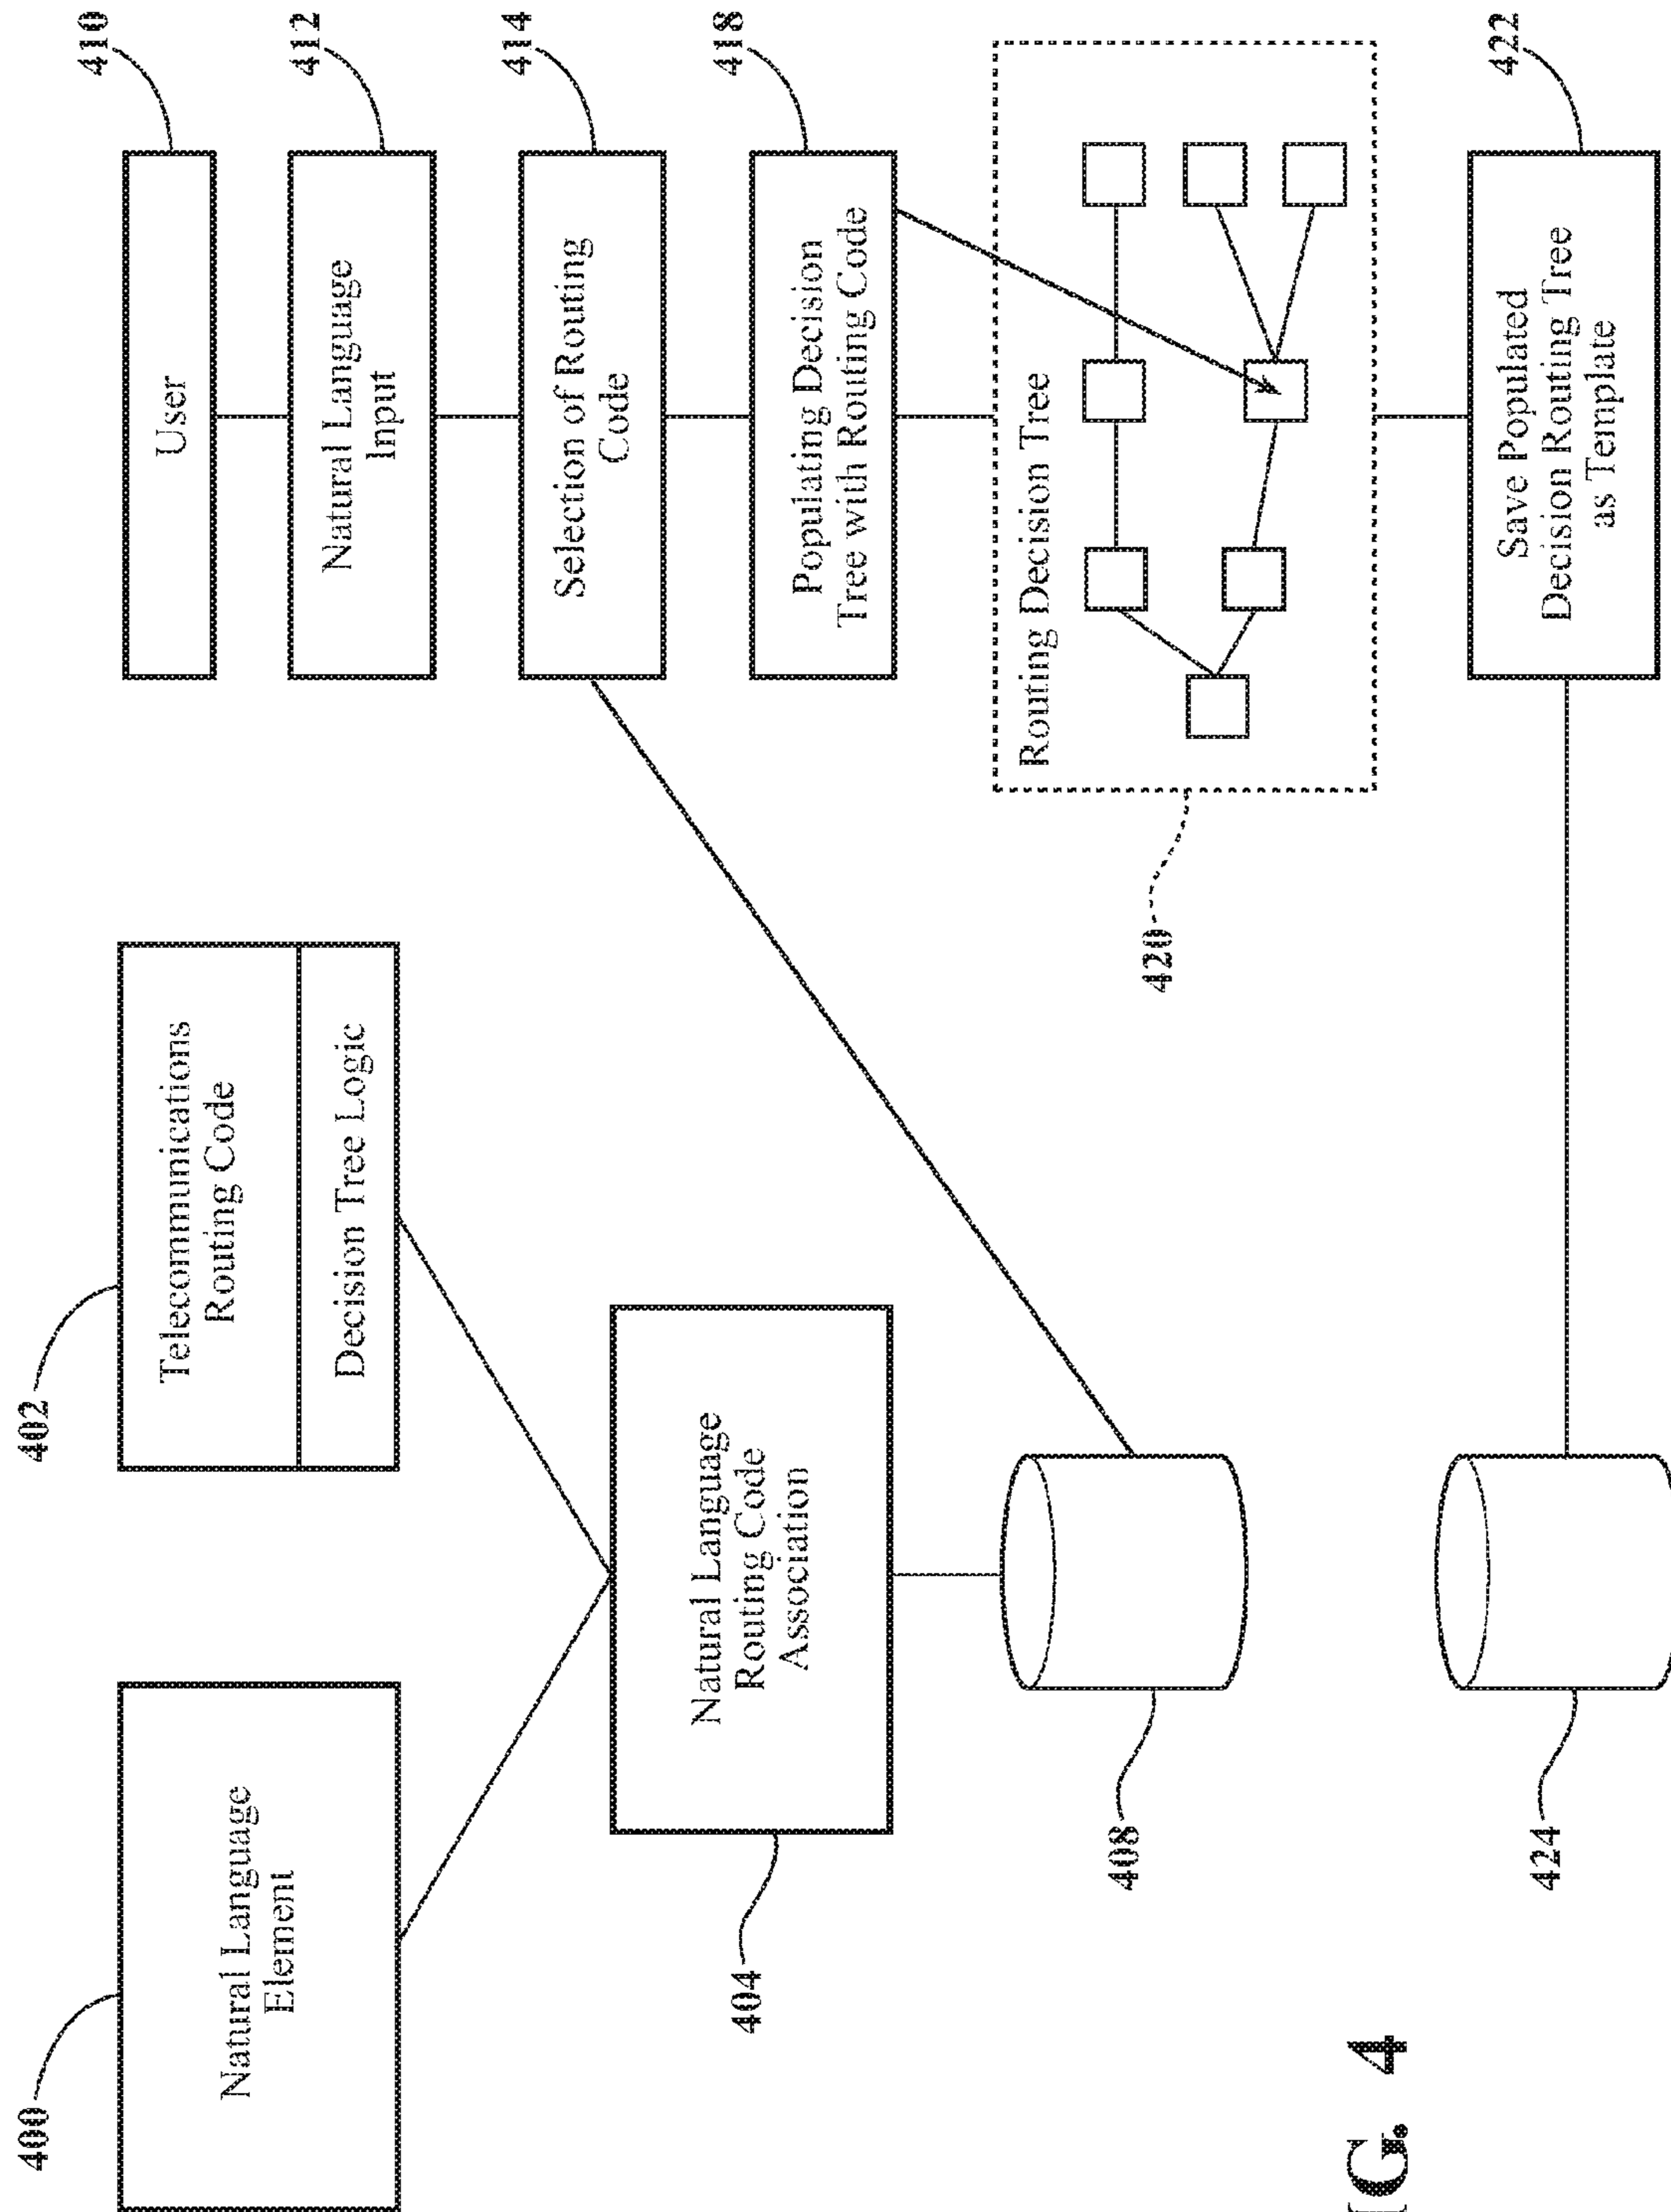 400
Natural Language
Element
402
Telecommunications
Routing Code
Decision Tree Logic
404
Natural Language
Routing Code
Association
408
410
User
412
Natural Language
Input
414
Selection of Routing
Code
418
Populating Decision
Tree with Routing Code
420
Routing Decision Tree
422
Save Populated
Decision Routing Tree
as Template
424
IG. 4